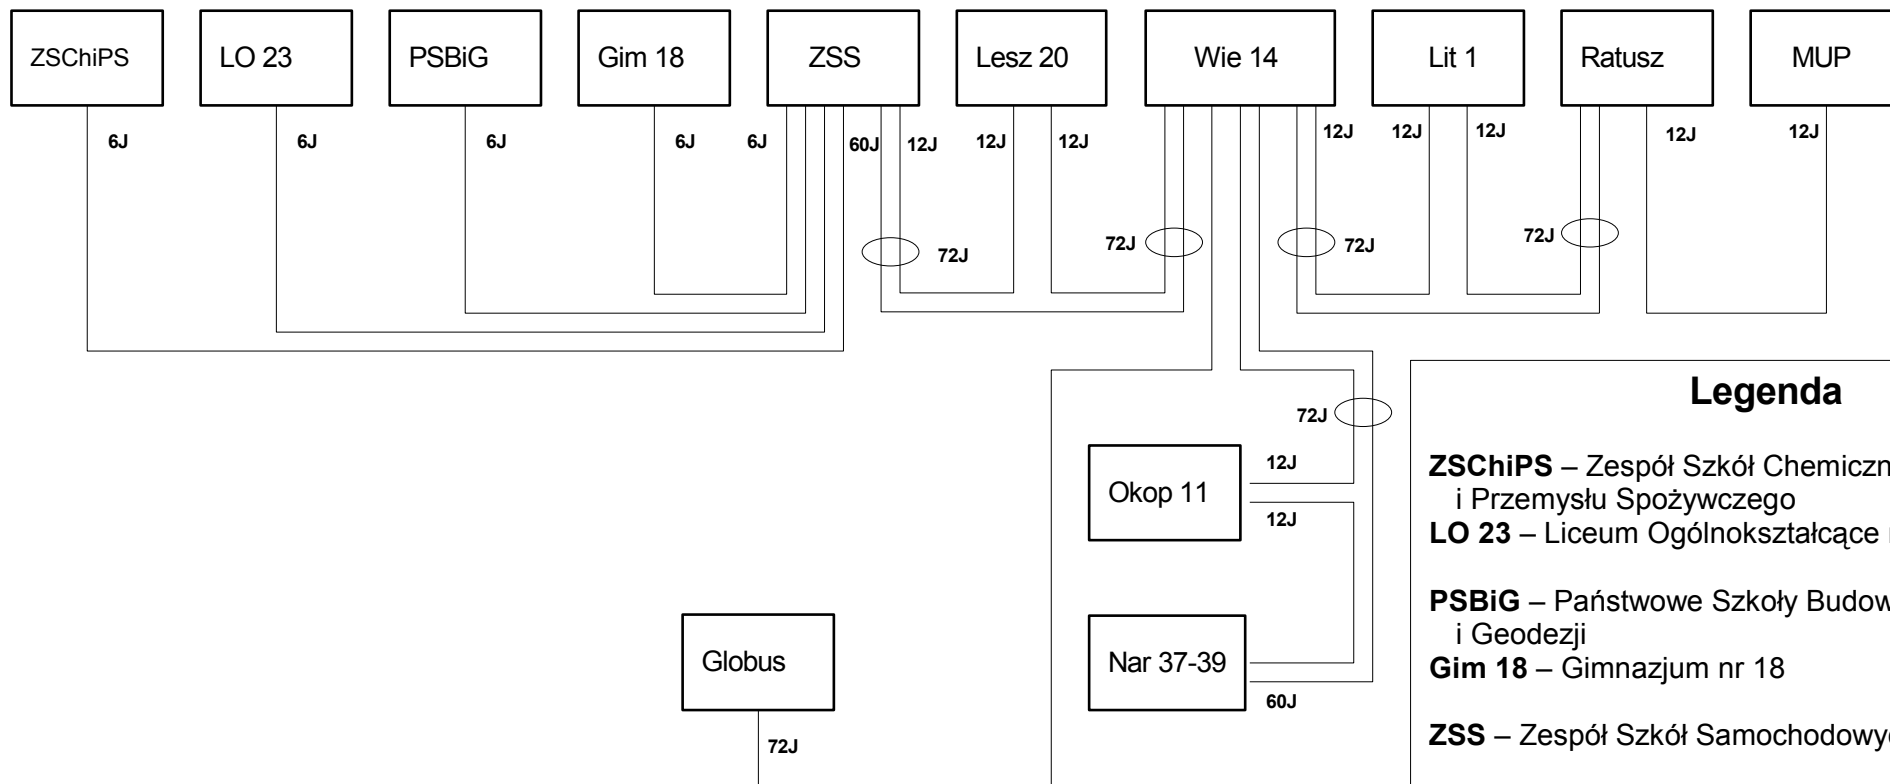 ZSChiPS LO 23 PSBiG Gim 18 ZSS Lesz 20 Wie 14 Lit 1 Ratusz MUP
6J 6J 6J 6J 6J 60J 12J 12J 12J 12J 12J 12J 12J 12J
72J 72J 72J 72J
72J
Okop 11
12J
12J
Nar 37-39
60J
Globus
72J
Legenda
ZSChiPS – Zespół Szkół
i Przemysłu Spożywczego
LO 23 – Liceum Ogólnokształcące
PSBiG – Państwowe Szkoły
i Geodezji
Gim 18 – Gimnazjum nr 18
ZSS – Zespół Szkół